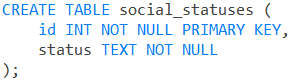 CREATE TABLE social_statuses (
    id INT NOT NULL PRIMARY KEY,
    status TEXT NOT NULL
);